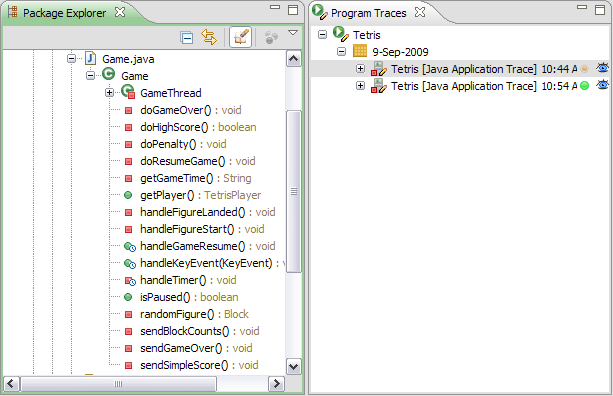 Package Explorer
Game.java
Game
GameThread
doGameOver() : void
doHighScore() : boolean
doPenalty() : void
doResumeGame() : void
getGameTime() : String
getPlayer() : TetrisPlayer
handleFigureLanded() : void
handleFigureStart() : void
handleGameResume() : void
handleKeyEvent(KeyEvent) : void
handleTimer() : void
isPaused() : boolean
randomFigure() : Block
sendBlockCounts() : void
sendGameOver() : void
sendSimpleScore() : void
Program Traces
Tetris
9-Sep-2009
Tetris [Java Application Trace] 10:44 A
Tetris [Java Application Trace] 10:54 A